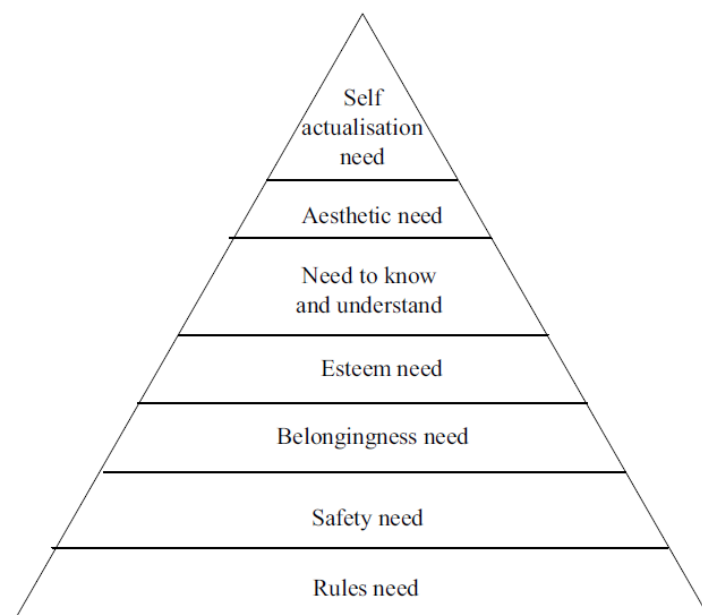 Self
actualisation
need
Aesthetic need
Need to know
and understand
Esteem need
Belongingness need
Safety need
Rules need